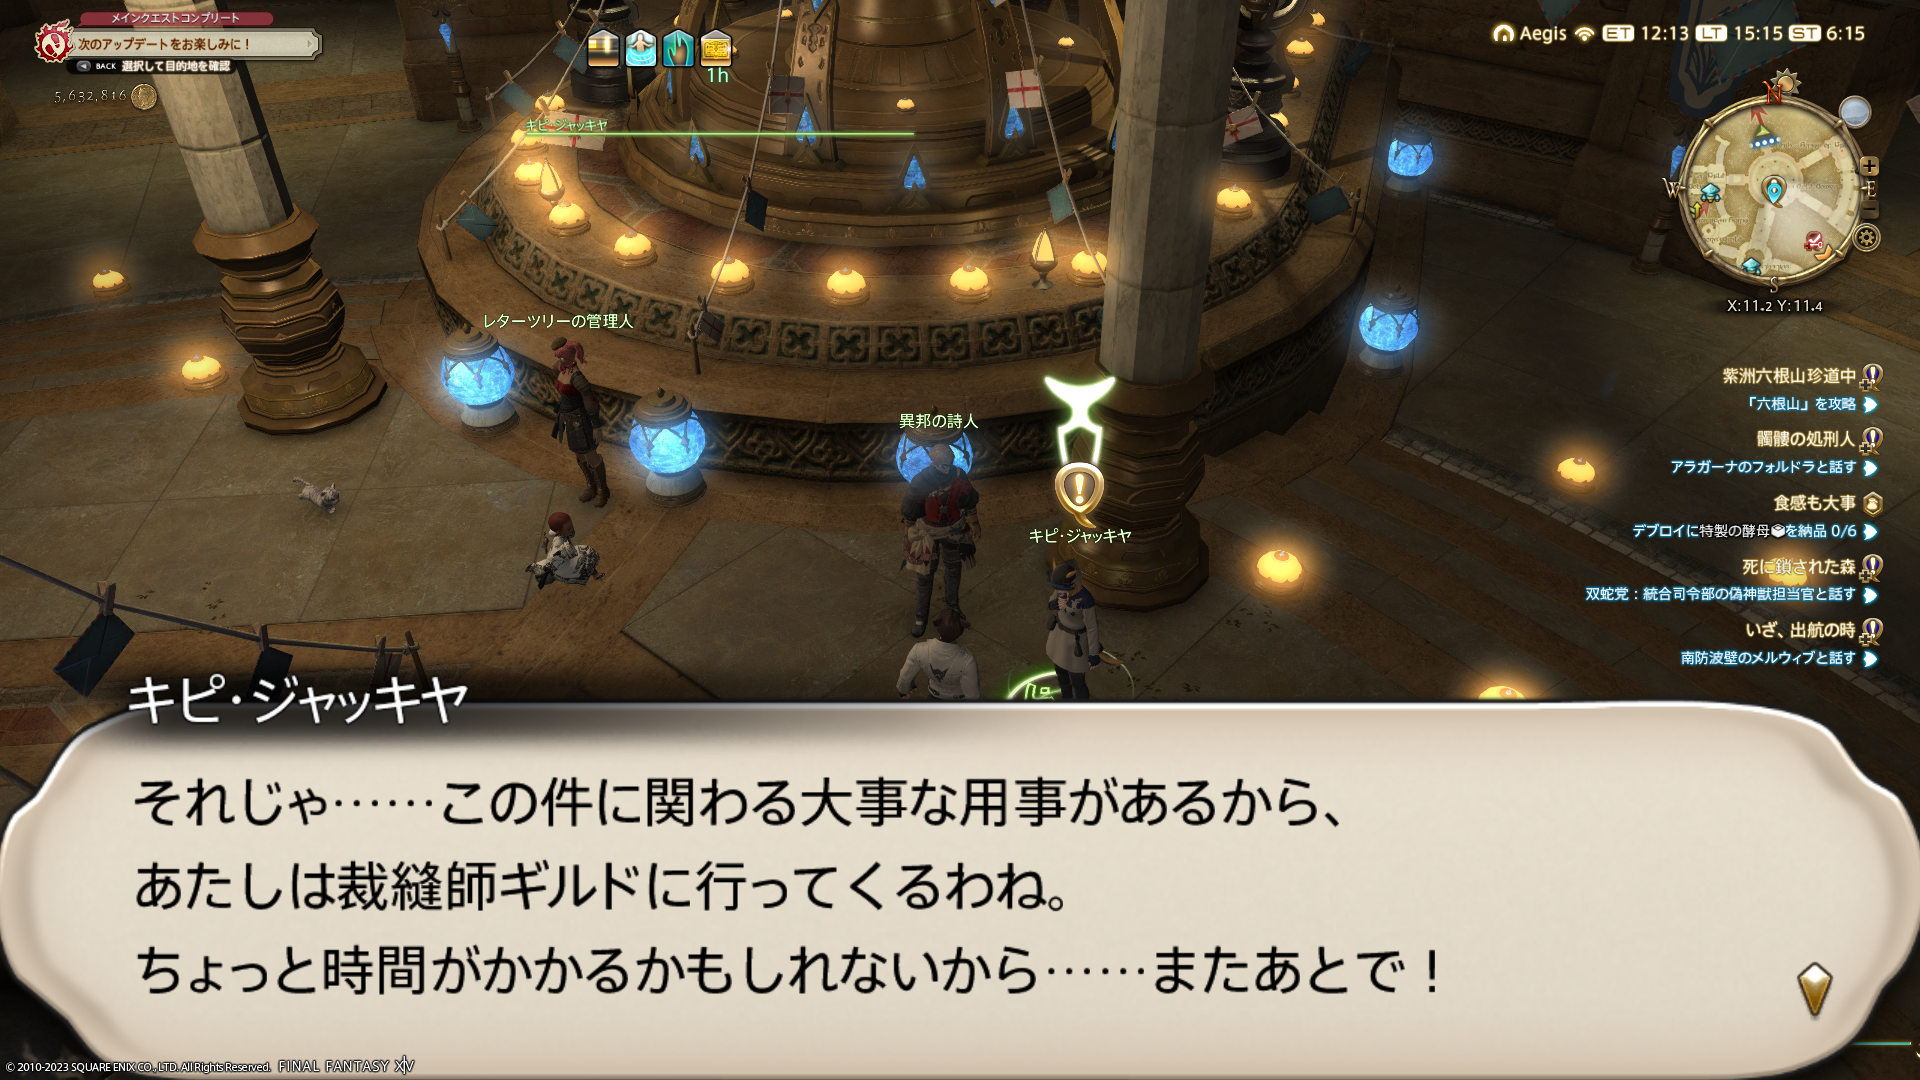 メインクエストコンプリート
次のアップデートをお楽しみに！
BACK 選択して目的地を確認
5,632,816
1h
キピ・ジャッキヤ
Aegis ET 12:13 LT 15:15 ST 6:15
N
W
E
S
X:11.2 Y:11.4
レターツリーの管理人
異邦の詩人
キピ・ジャッキヤ
紫洲六根山珍道中
「六根山」を攻略
髑髏の処刑人
アラガーナのフォルドラと話す
食感も大事
デブロイに特製の酵母を納品 0/6
死に鎖された森
双蛇党：統合司令部の偽神獣担当官と話す
いざ、出航の時
南防波壁のメルウィブと話す
キピ・ジャッキヤ
それじゃ……この件に関わる大事な用事があるから、
あたしは裁縫師ギルドに行ってくるわね。
ちょっと時間がかかるかもしれないから……またあとで！
© 2010-2023 SQUARE ENIX CO., LTD. All Rights Reserved. FINAL FANTASY XIV